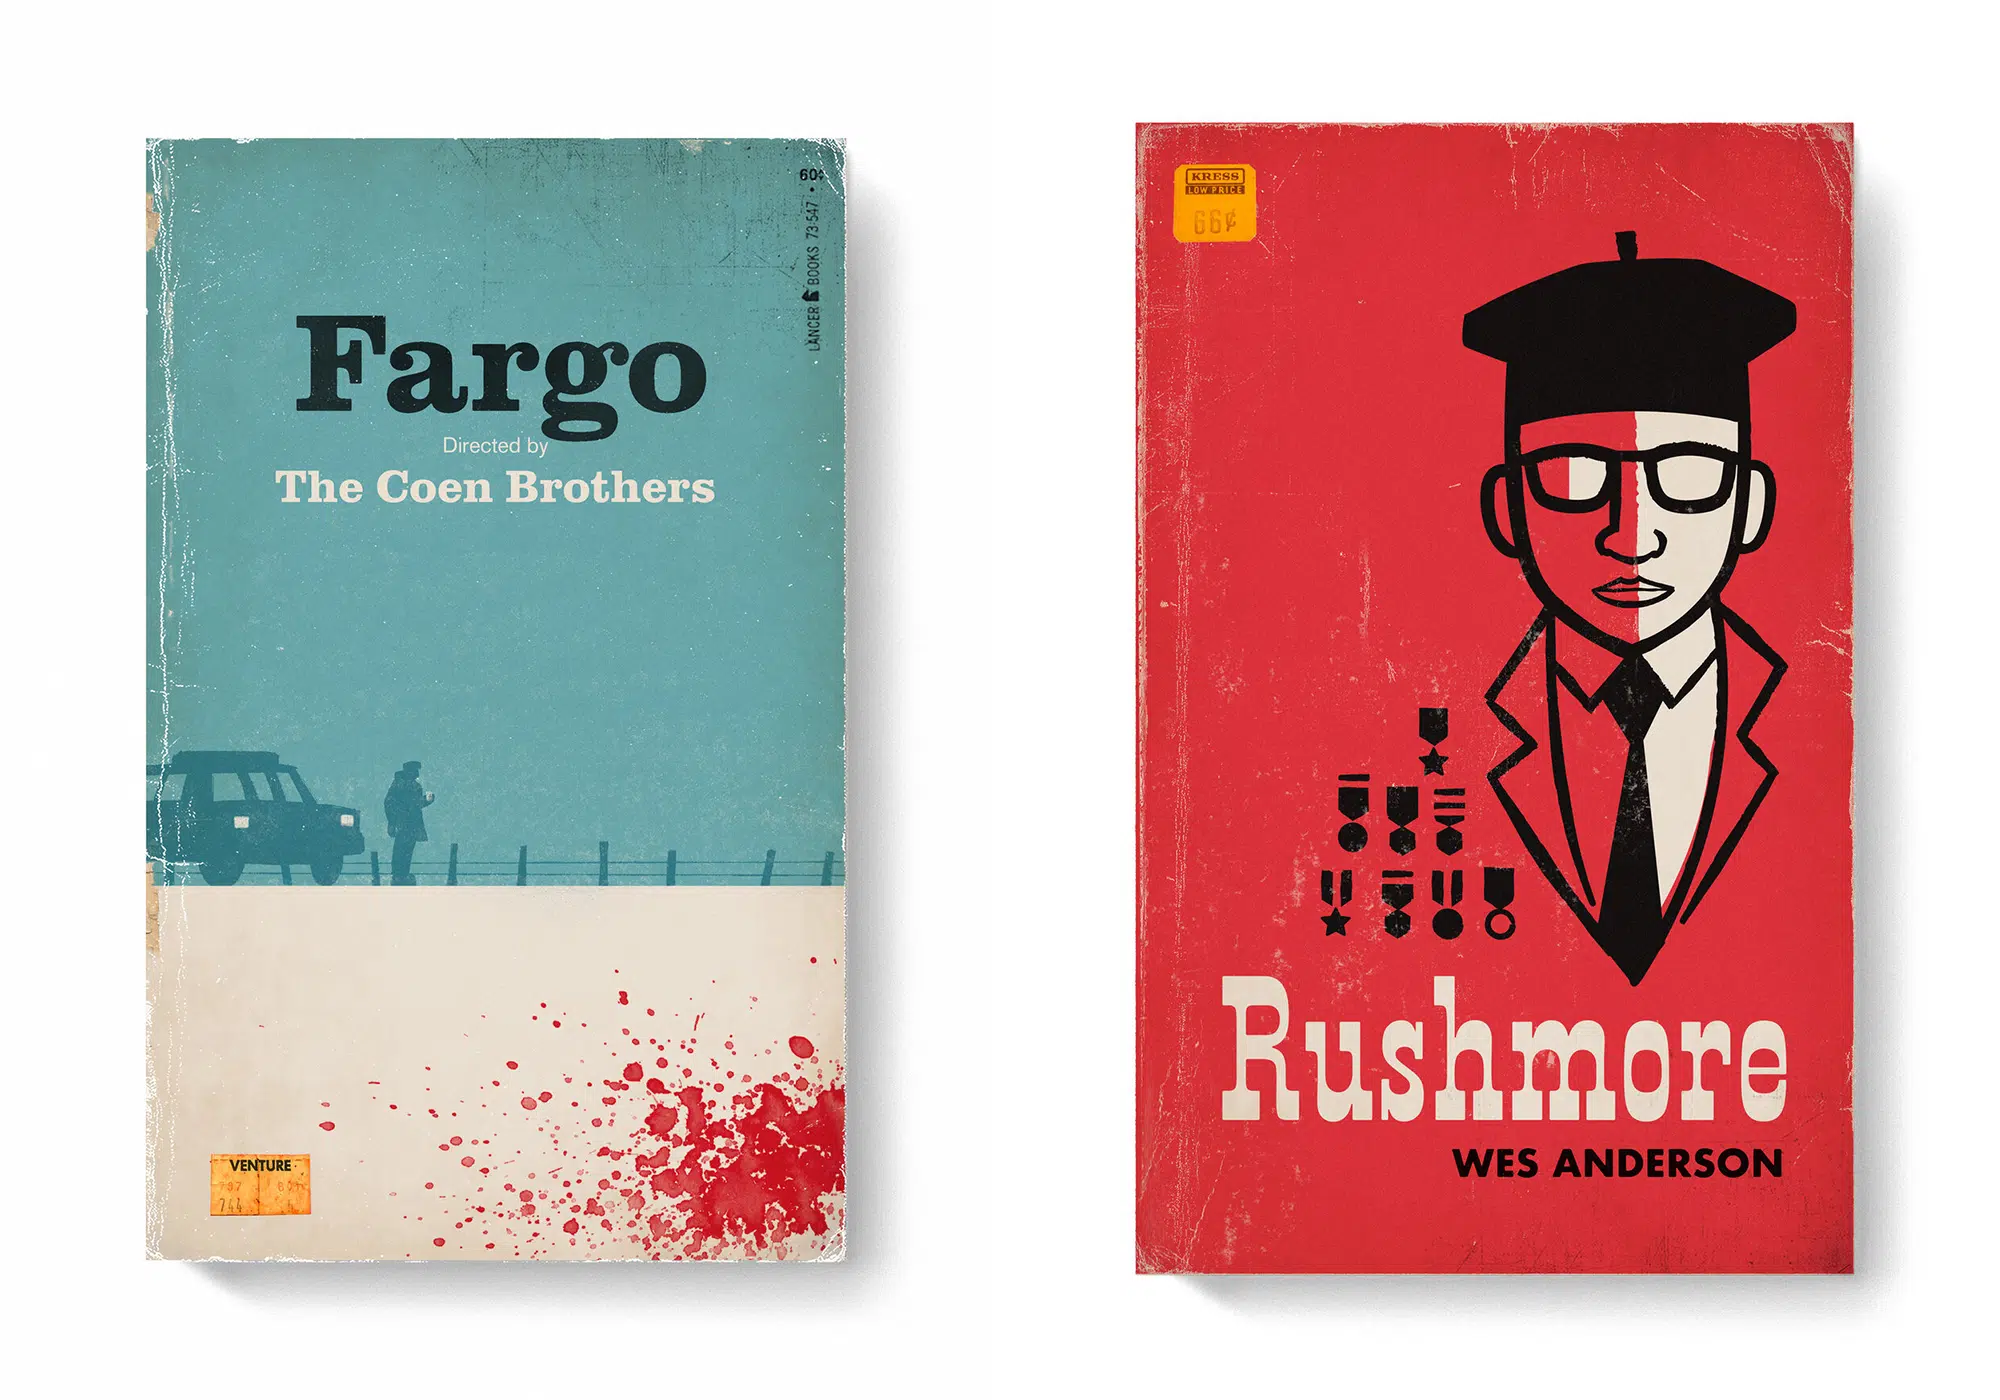 60¢
LANCER BOOKS 73-547
Fargo
Directed by
The Coen Brothers
VENTURE
744
KRESS
LOW PRICE
66¢
Rushmore
WES ANDERSON